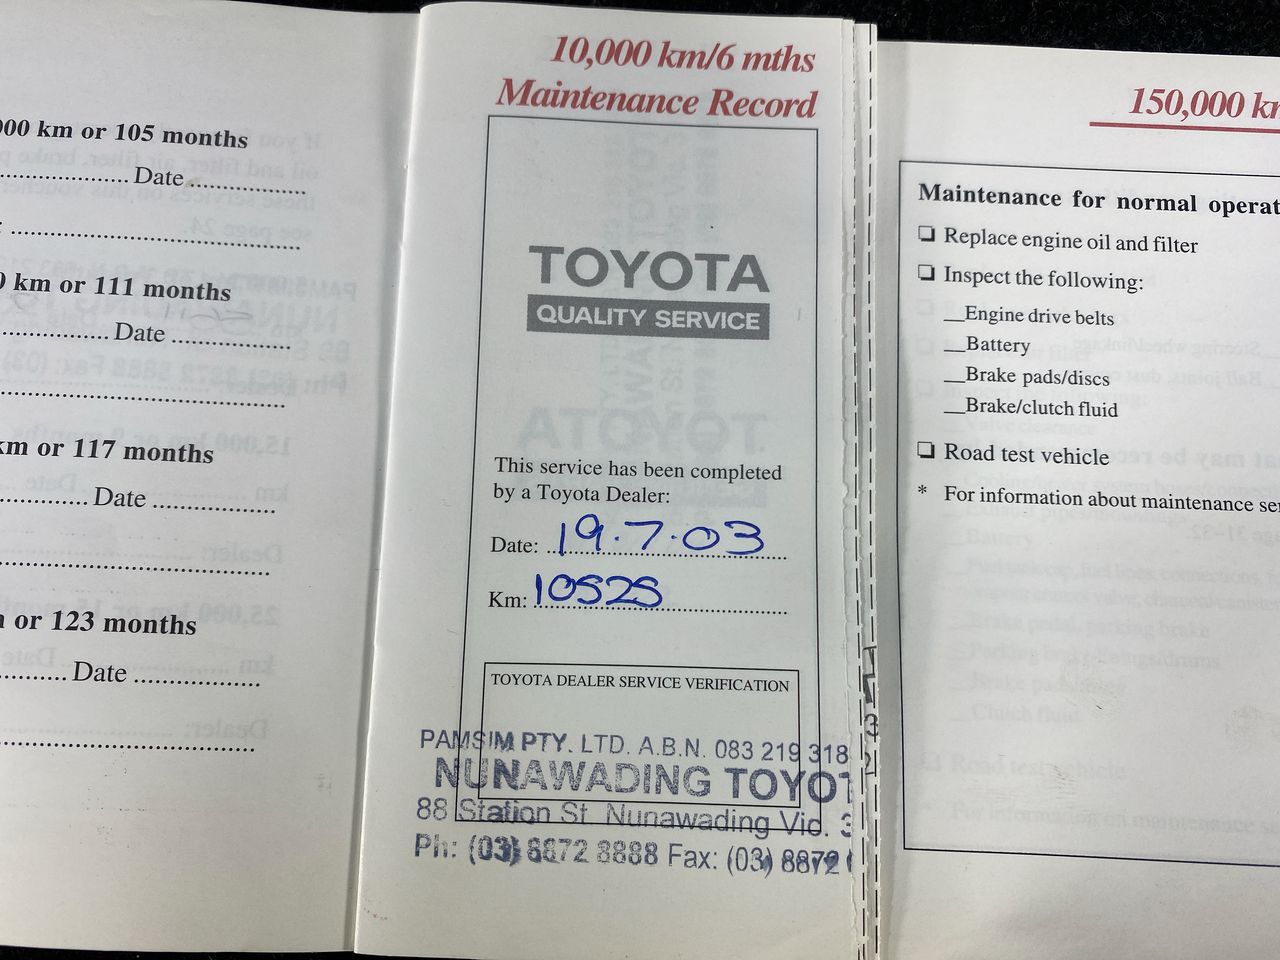 000 km or 105 months
Date
km or 111 months
Date
km or 117 months
Date
or 123 months
Date
10,000 km/6 mths
Maintenance Record
TOYOTA
QUALITY SERVICE
This service has been completed
by a Toyota Dealer:
Date: 19.7.03
Km: 10525
TOYOTA DEALER SERVICE VERIFICATION
PAMSIM PTY. LTD. A.B.N. 083 219 318
NUNAWADING TOYOT
88 Station St. Nunawading Vic. 3
Ph: (03) 8872 8888 Fax: (03) 8872
150,000 km
Maintenance for normal operat
❏ Replace engine oil and filter
❏ Inspect the following:
__Engine drive belts
__Battery
__Brake pads/discs
__Brake/clutch fluid
❏ Road test vehicle
* For information about maintenance se